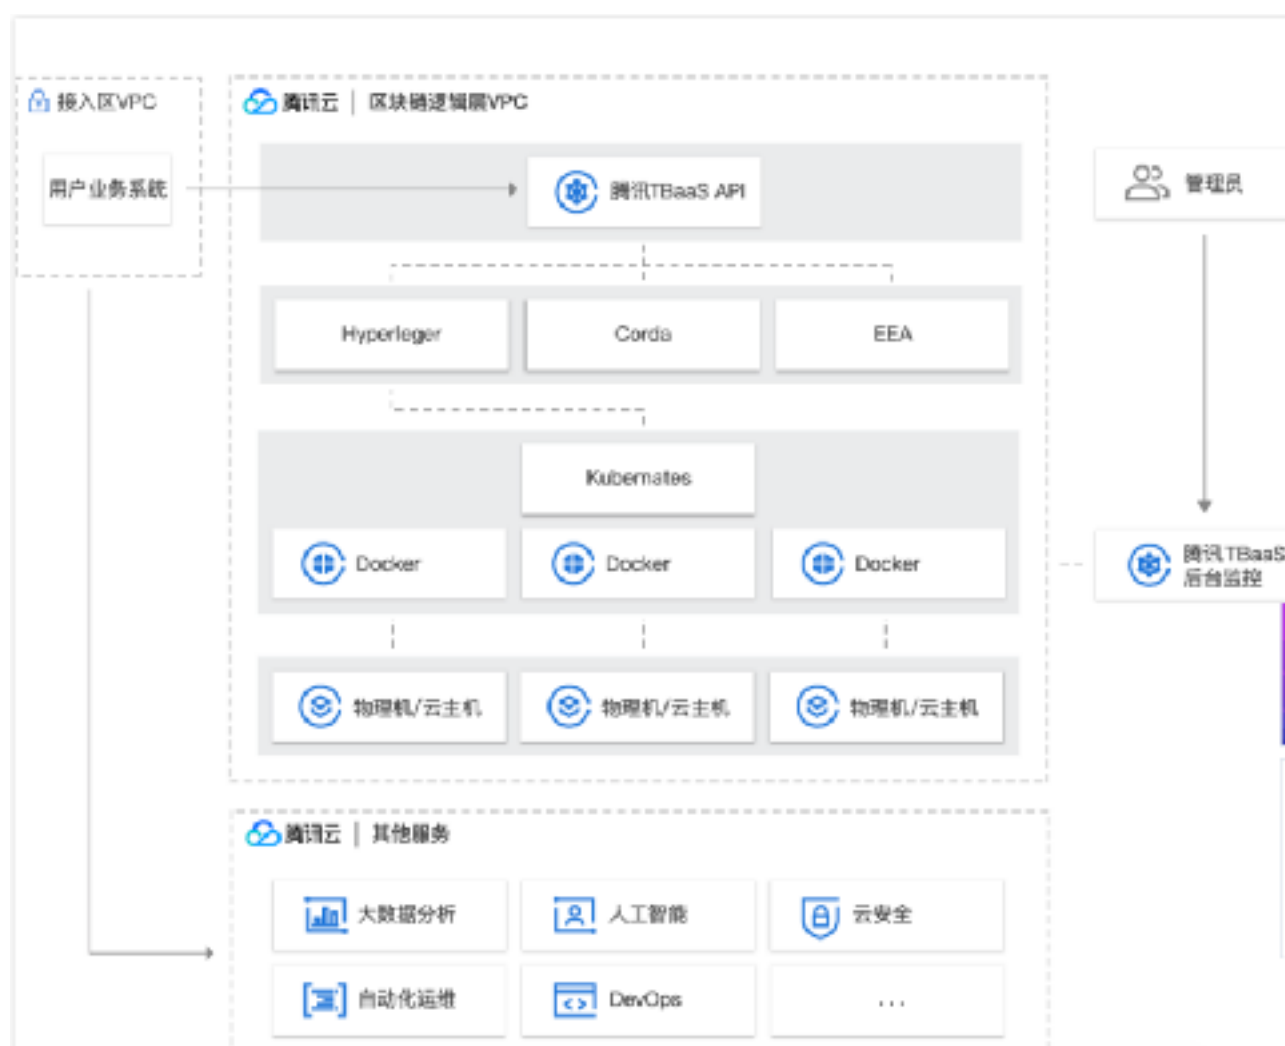 接入区VPC
用户业务系统
腾讯云 | 区块链逻辑层VPC
腾讯TBaaS API
Hyperleger
Corda
EEA
Kubernates
Docker
Docker
Docker
物理机/云主机
物理机/云主机
物理机/云主机
管理员
腾讯TBaaS
后台监控
腾讯云 | 其他服务
大数据分析
人工智能
云安全
自动化运维
DevOps
...